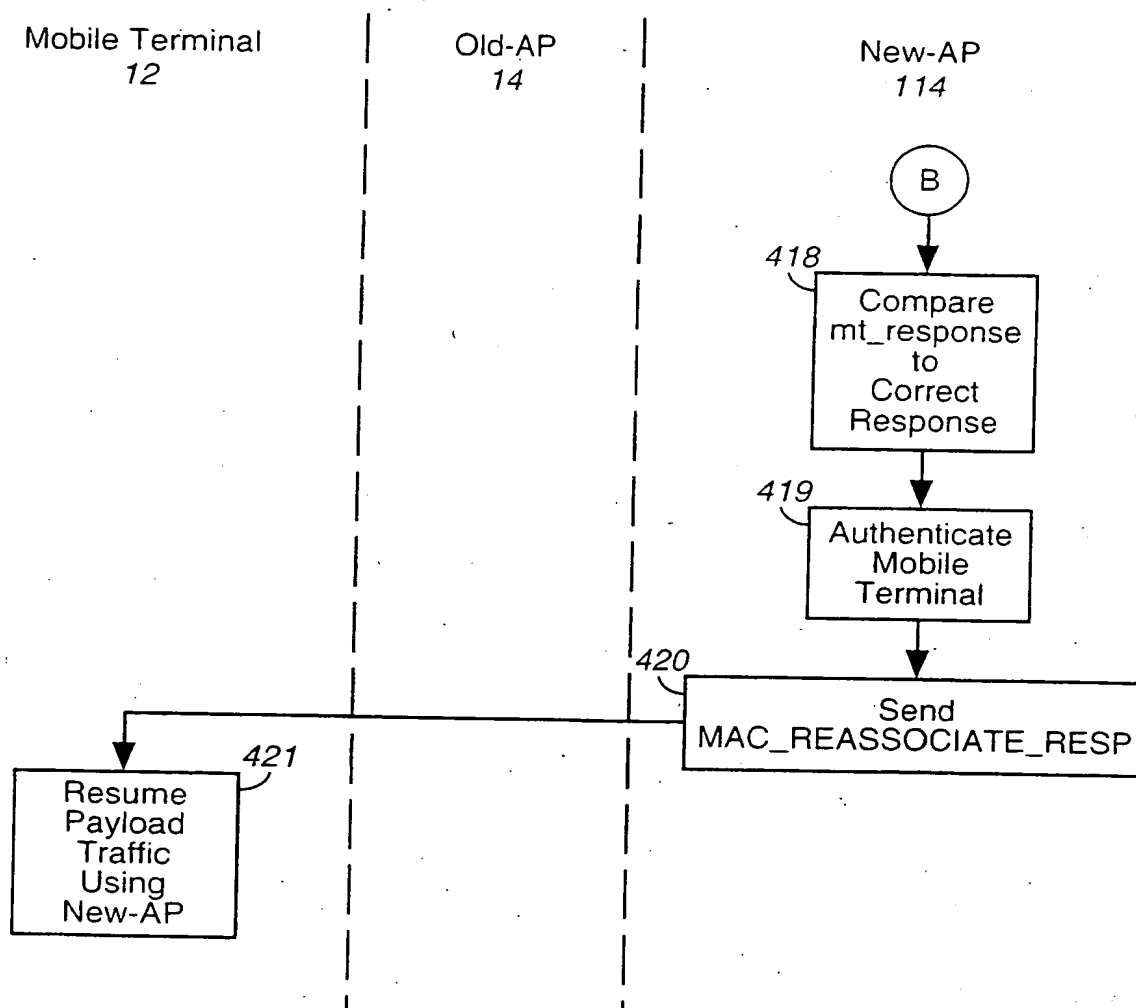 Mobile Terminal
12
Old-AP
14
New-AP
114
B
418
Compare
mt_response
to
Correct
Response
419
Authenticate
Mobile
Terminal
420
Send
MAC_REASSOCIATE_RESP
421
Resume
Payload
Traffic
Using
New-AP